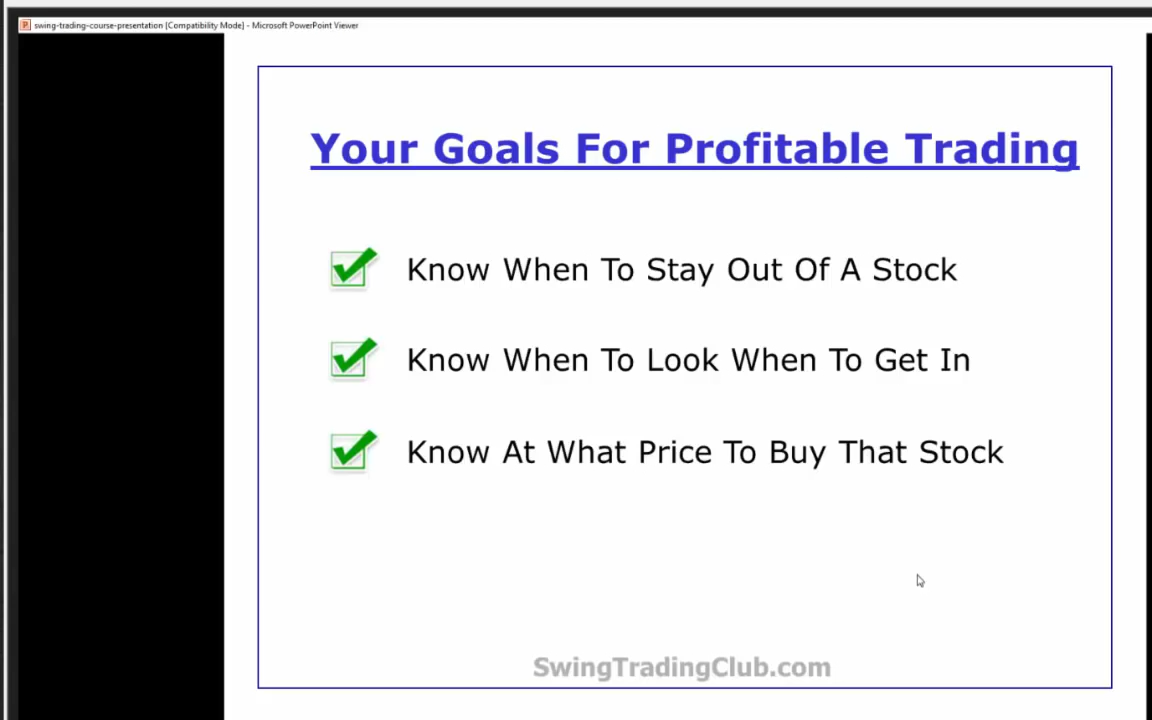 swing-trading-course-presentation [Compatibility Mode] - Microsoft PowerPoint Viewer
Your Goals For Profitable Trading
Know When To Stay Out Of A Stock
Know When To Look When To Get In
Know At What Price To Buy That Stock
SwingTradingClub.com